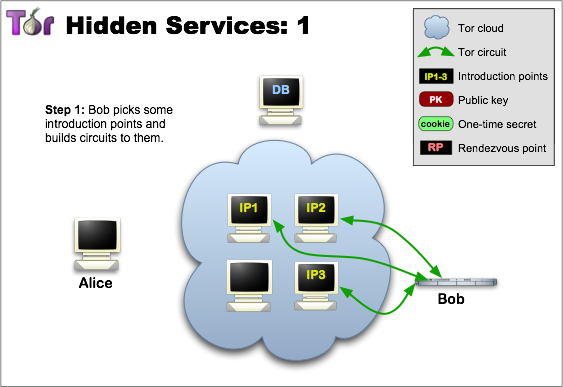 Tor Hidden Services: 1
Tor cloud
Tor circuit
IP1-3 Introduction points
PK Public key
cookie One-time secret
RP Rendezvous point
Step 1: Bob picks some
introduction points and
builds circuits to them.
DB
IP1 IP2
Alice
IP3
Bob